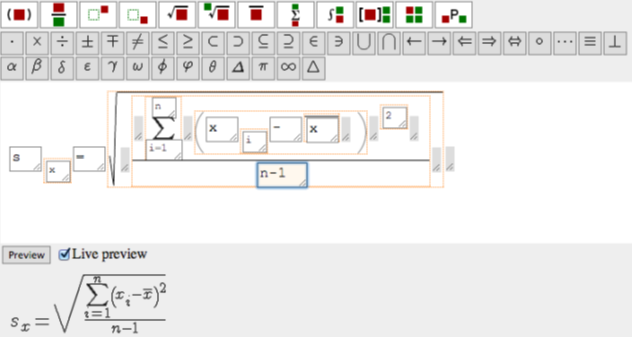 (■) ■P■
· × ÷ ± ∓ ≠ ≤ ≥ ⊂ ⊃ ⊆ ⊇ ∈ ∋ ∪ ∩ ← → ⇐ ⇒ ⇔ ∘ ⋯ ≡ ⊥
α β δ ε γ ω ϕ φ θ Δ π ∞ △
n
2
x i - x
i=1
s x =
n-1
Preview Live preview
n
s_x = √(∑(x_i−x̄)²
i=1
n−1